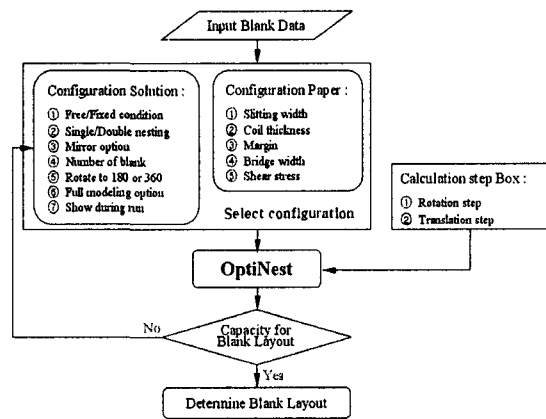 Input Blank Data
Configuration Solution :
① Free/Fixed condition
② Single/Double nesting
③ Mirror option
④ Number of blank
⑤ Rotate to 180 or 360
⑥ Full modeling option
⑦ Show during run
Configuration Paper :
① Slitting width
② Coil thickness
③ Margin
④ Bridge width
⑤ Shear stress
Select configuration
Calculation step Box :
① Rotation step
② Translation step
OptiNest
No
Capacity for
Blank Layout
Yes
Determine Blank Layout